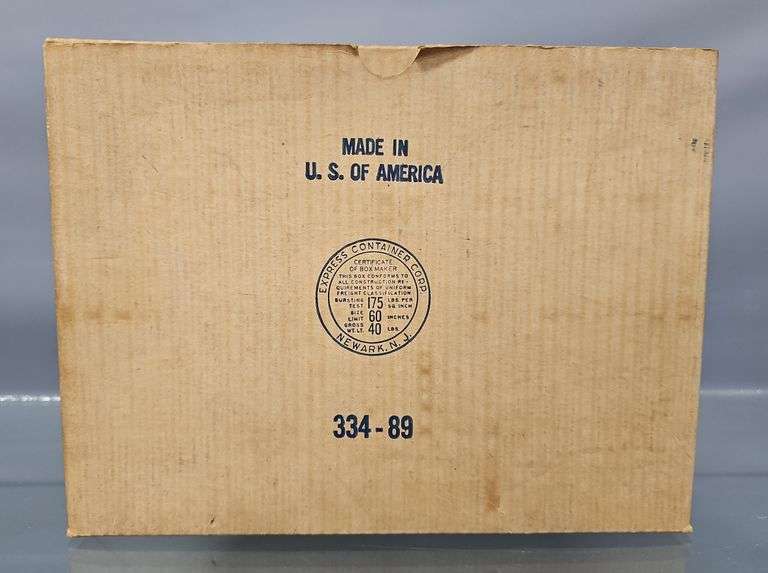 MADE IN
U. S. OF AMERICA
EXPRESS CONTAINER CORP.
CERTIFICATE
OF BOX MAKER
THIS BOX CONFORMS TO
ALL CONSTRUCTION RE-
QUIREMENTS OF UNIFORM
FREIGHT CLASSIFICATION
BURSTING TEST 175 LBS PER SQ INCH
SIZE LIMIT 60 INCHES
GROSS WT. LT. 40 LBS.
NEWARK, N. J.
334-89